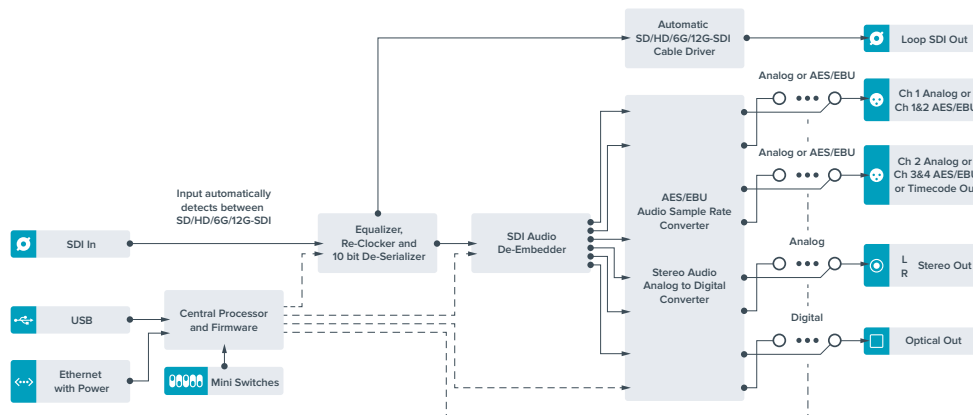 Automatic
SD/HD/6G/12G-SDI
Cable Driver
Loop SDI Out
Analog or AES/EBU
Ch 1 Analog or
Ch 1&2 AES/EBU
Analog or AES/EBU
Ch 2 Analog or
Ch 3&4 AES/EBU
or Timecode Ou
Input automatically
detects between
SD/HD/6G/12G-SDI
SDI In
Equalizer,
Re-Clocker and
10 bit De-Serializer
SDI Audio
De-Embedder
AES/EBU
Audio Sample Rate
Converter
Stereo Audio
Analog to Digital
Converter
Analog
L
R
Stereo Out
USB
Central Processor
and Firmware
Digital
Optical Out
Ethernet
with Power
Mini Switches